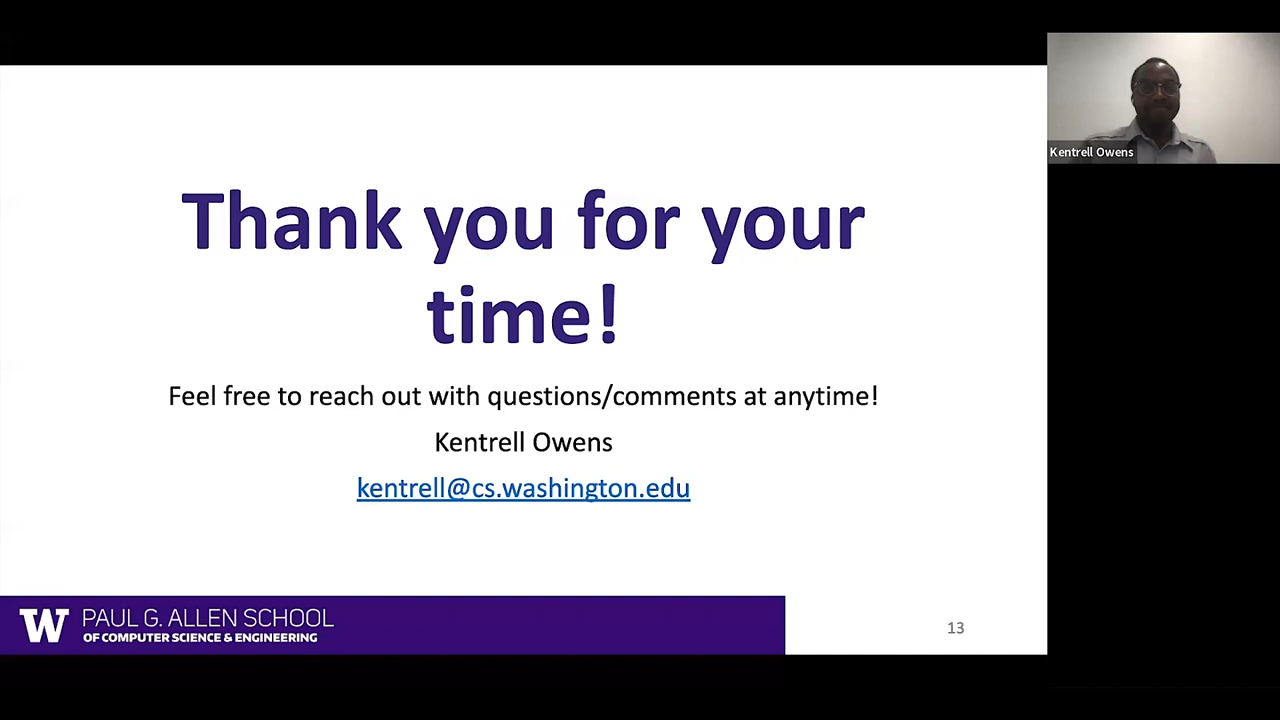 Thank you for your
time!
Feel free to reach out with questions/comments at anytime!
Kentrell Owens
kentrell@cs.washington.edu
W PAUL G. ALLEN SCHOOL
OF COMPUTER SCIENCE & ENGINEERING
13
Kentrell Owens